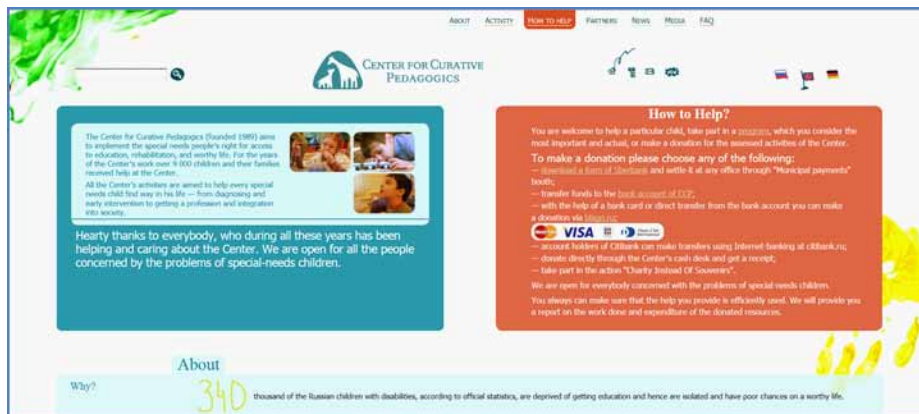 About Activity How to help Partners News Media FAQ
Center for Curative
Pedagogics
The Center for Curative Pedagogics (founded 1989) aims
to implement the special needs people's right for access
to education, rehabilitation, and worthy life. For the years
of the Center's work over 9 000 children and their families
received help at the Center.
All the Center's activities are aimed to help every special
needs child find way in his life — from diagnosing and
early intervention to getting a profession and integration
into society.
Hearty thanks to everybody, who during all these years has been
helping and caring about the Center. We are open for all the people
concerned by the problems of special-needs children.
How to Help?
You are welcome to help a particular child, take part in a program, which you consider the
most important and actual, or make a donation for the assessed activities of the Center.
To make a donation please choose any of the following:
— download a form of Sberbank and settle it at any office through "Municipal payments"
booth;
— transfer funds to the bank account of CCP;
— with the help of a bank card or direct transfer from the bank account you can make
a donation via blago.ru;
MasterCard VISA
— account holders of Citibank can make transfers using Internet-banking at citibank.ru;
— donate directly through the Center's cash desk and get a receipt;
— take part in the action "Charity Instead Of Souvenirs".
We are open for everybody concerned with the problems of special-needs children.
You always can make sure that the help you provide is efficiently used. We will provide you
a report on the work done and expenditure of the donated resources.
About
Why?
340 thousand of the Russian children with disabilities, according to official statistics, are deprived of getting education and hence are isolated and have poor chances on a worthy life.